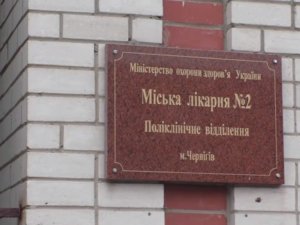 Міністерство охорони здоров'я України
Міська лікарня №2
Поліклінічне відділення
м.Чернігів